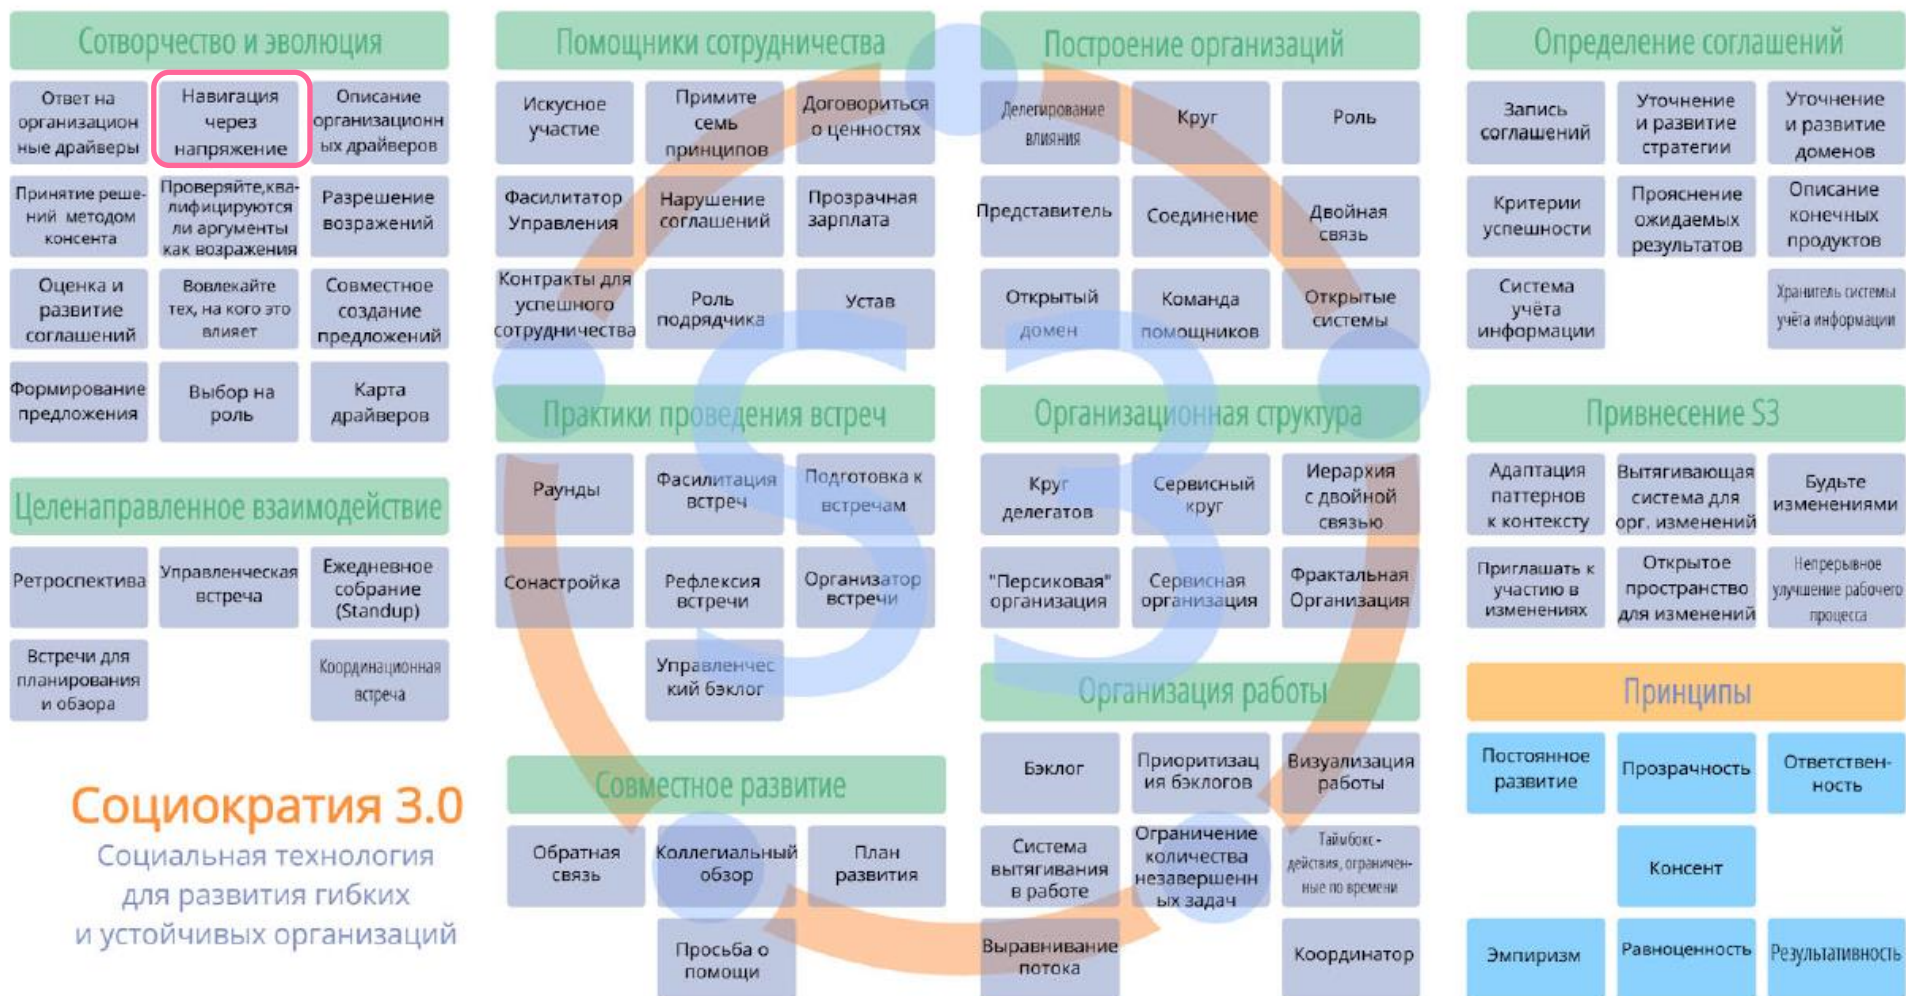 Сотворчество и эволюция
Ответ на
организацион
ные драйверы
Навигация
через
напряжение
Описание
организационн
ых драйверов
Принятие реше-
ний методом
консента
Проверяйте,ква-
лифицируются
ли аргументы
как возражения
Разрешение
возражений
Оценка и
развитие
соглашений
Вовлекайте
тех, на кого это
влияет
Совместное
создание
предложений
Формирование
предложения
Выбор на
роль
Карта
драйверов
Целенаправленное взаимодействие
Ретроспектива
Управленческая
встреча
Ежедневное
собрание
(Standup)
Встречи для
планирования
и обзора
Координационная
встреча
Социократия 3.0
Социальная технология
для развития гибких
и устойчивых организаций
Помощники сотрудничества
Искусное
участие
Примите
семь
принципов
Договориться
о ценностях
Фасилитатор
Управления
Нарушение
соглашений
Прозрачная
зарплата
Контракты для
успешного
сотрудничества
Роль
подрядчика
Устав
Практики проведения встреч
Раунды
Фасилитация
встреч
Подготовка к
встречам
Сонастройка
Рефлексия
встречи
Организатор
встречи
Управленчес
кий бэклог
Совместное развитие
Обратная
связь
Коллегиальный
обзор
План
развития
Просьба о
помощи
Построение организаций
Делегирование
влияния
Круг
Роль
Представитель
Соединение
Двойная
связь
Открытый
домен
Команда
помощников
Открытые
системы
Организационная структура
Круг
делегатов
Сервисный
круг
Иерархия
с двойной
связью
"Персиковая"
организация
Сервисная
организация
Фрактальная
Организация
Организация работы
Бэклог
Приоритизац
ия бэклогов
Визуализация
работы
Система
вытягивания
в работе
Ограничение
количества
незавершенн
ых задач
Таймбокс -
действия, ограничен-
ные по времени
Выравнивание
потока
Координатор
Определение соглашений
Запись
соглашений
Уточнение
и развитие
стратегии
Уточнение
и развитие
доменов
Критерии
успешности
Прояснение
ожидаемых
результатов
Описание
конечных
продуктов
Система
учёта
информации
Хранитель системы
учёта информации
Привнесение S3
Адаптация
паттернов
к контексту
Вытягивающая
система для
орг. изменений
Будьте
изменениями
Приглашать к
участию в
изменениях
Открытое
пространство
для изменений
Непрерывное
улучшение рабочего
процесса
Принципы
Постоянное
развитие
Прозрачность
Ответствен-
ность
Консент
Эмпиризм
Равноценность
Результативность
S3